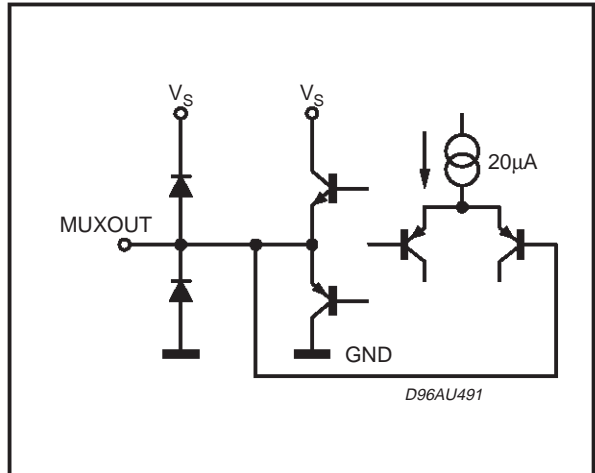 V_S
V_S
20μA
MUXOUT
GND
D96AU491